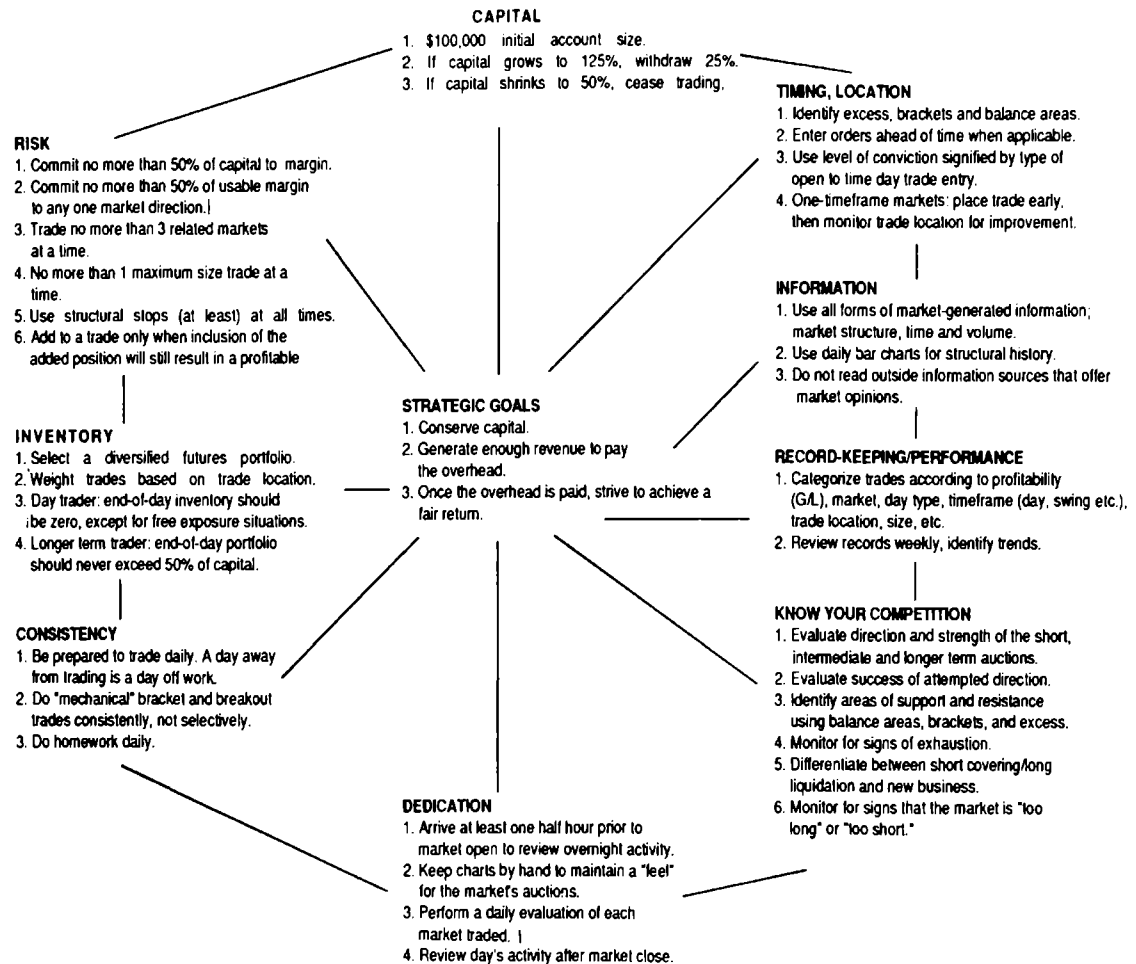 CAPITAL
1. $100,000 initial account size.
2. If capital grows to 125%, withdraw 25%.
3. If capital shrinks to 50%, cease trading,
RISK
1. Commit no more than 50% of capital to margin.
2. Commit no more than 50% of usable margin
to any one market direction.
3. Trade no more than 3 related markets
at a time.
4. No more than 1 maximum size trade at a
time.
5. Use structural stops (at least) at all times.
6. Add to a trade only when inclusion of the
added position will still result in a profitable
INVENTORY
1. Select a diversified futures portfolio.
2. Weight trades based on trade location.
3. Day trader: end-of-day inventory should
be zero, except for free exposure situations.
4. Longer term trader: end-of-day portfolio
should never exceed 50% of capital.
CONSISTENCY
1. Be prepared to trade daily. A day away
from trading is a day off work.
2. Do "mechanical" bracket and breakout
trades consistently, not selectively.
3. Do homework daily.
STRATEGIC GOALS
1. Conserve capital.
2. Generate enough revenue to pay
the overhead.
3. Once the overhead is paid, strive to achieve a
fair return.
DEDICATION
1. Arrive at least one half hour prior to
market open to review overnight activity.
2. Keep charts by hand to maintain a "feel"
for the market's auctions.
3. Perform a daily evaluation of each
market traded.
4. Review day's activity after market close.
TIMING, LOCATION
1. Identify excess, brackets and balance areas.
2. Enter orders ahead of time when applicable.
3. Use level of conviction signified by type of
open to time day trade entry.
4. One-timeframe markets: place trade early,
then monitor trade location for improvement.
INFORMATION
1. Use all forms of market-generated information;
market structure, time and volume.
2. Use daily bar charts for structural history.
3. Do not read outside information sources that offer
market opinions.
RECORD-KEEPING/PERFORMANCE
1. Categorize trades according to profitability
(G/L), market, day type, timeframe (day, swing etc.),
trade location, size, etc.
2. Review records weekly, identify trends.
KNOW YOUR COMPETITION
1. Evaluate direction and strength of the short,
intermediate and longer term auctions.
2. Evaluate success of attempted direction.
3. Identify areas of support and resistance
using balance areas, brackets, and excess.
4. Monitor for signs of exhaustion.
5. Differentiate between short covering/long
liquidation and new business.
6. Monitor for signs that the market is "too
long" or "too short."